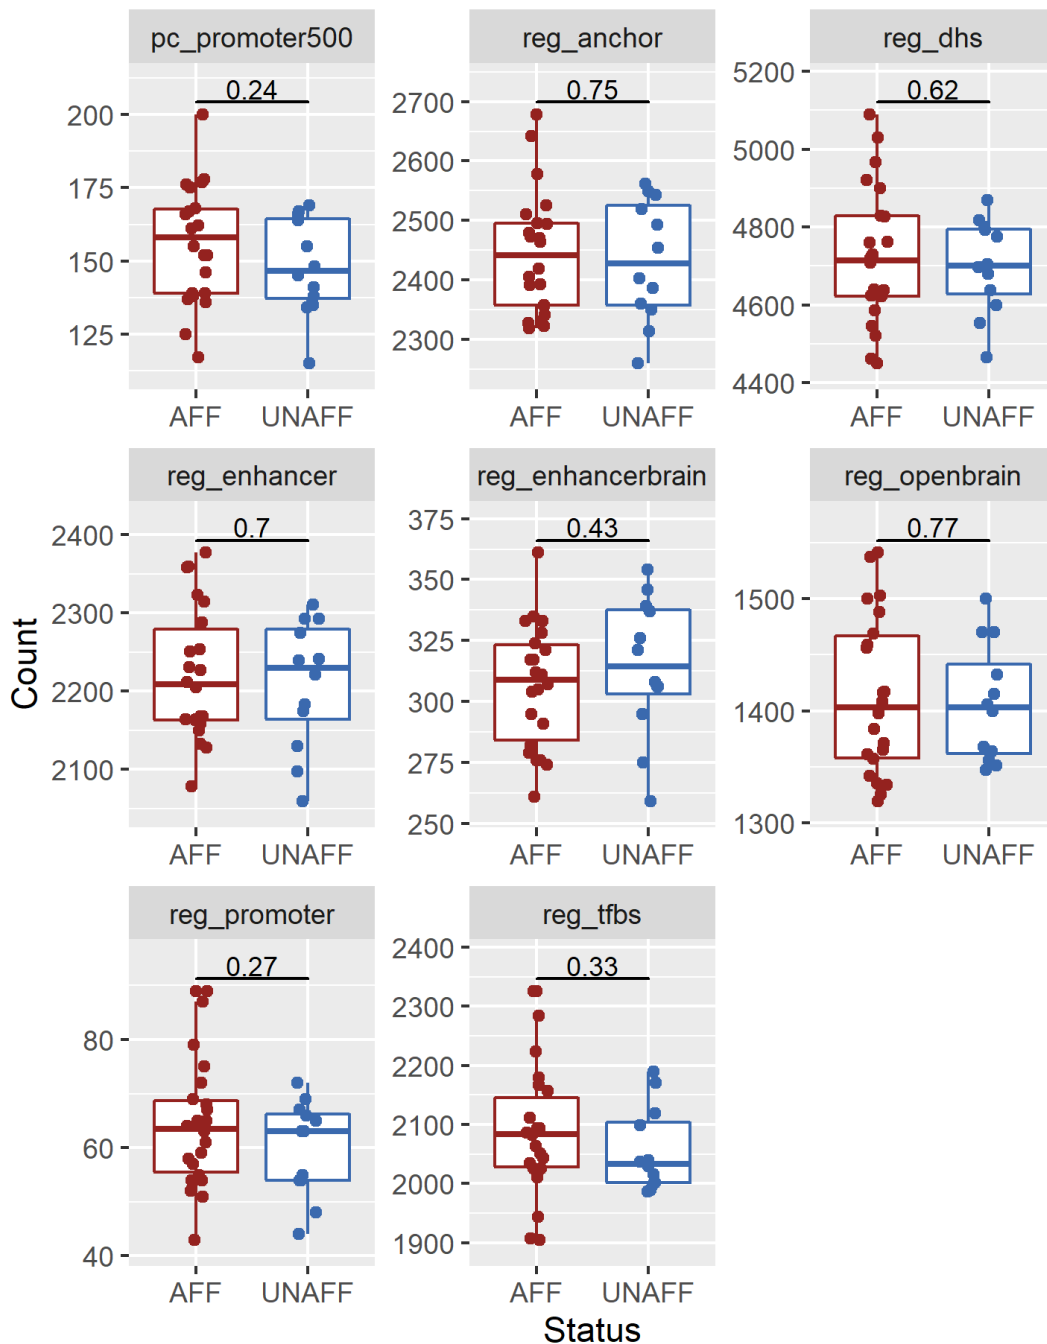 pc_promoter500
0.24
200
175
150
125
AFF UNAFF
reg_anchor
0.75
2700
2600
2500
2400
2300
AFF UNAFF
reg_dhs
0.62
5200
5000
4800
4600
4400
AFF UNAFF
reg_enhancer
0.7
2400
2300
2200
2100
AFF UNAFF
reg_enhancerbrain
0.43
375
350
325
300
275
250
AFF UNAFF
reg_openbrain
0.77
1500
1400
1300
AFF UNAFF
reg_promoter
0.27
80
60
40
AFF UNAFF
reg_tfbs
0.33
2400
2300
2200
2100
2000
1900
AFF UNAFF
Count
Status